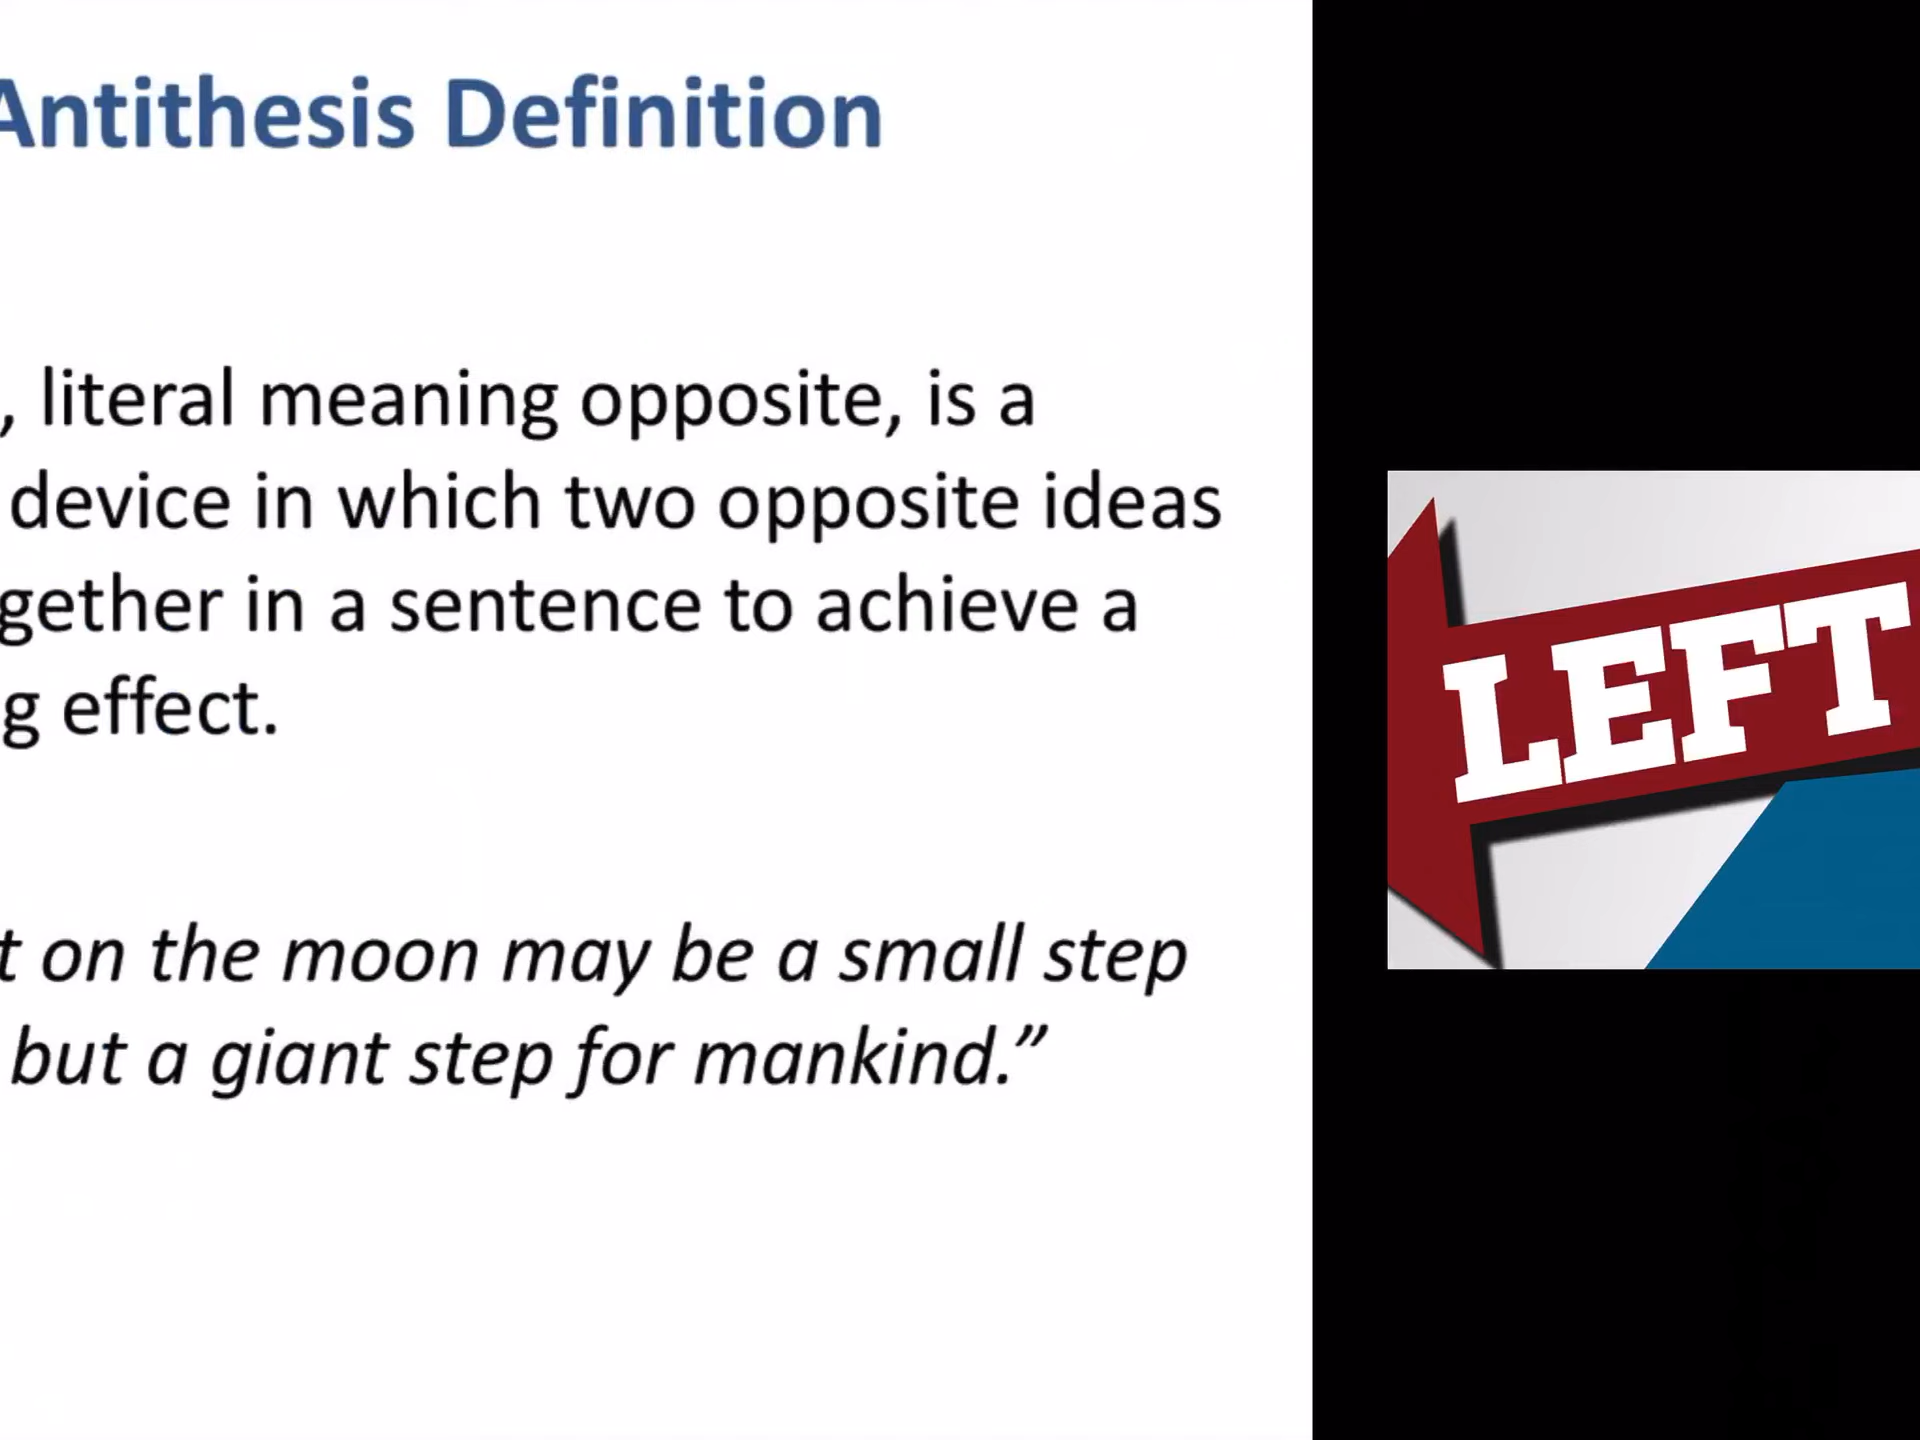 Antithesis Definition
, literal meaning opposite, is a
device in which two opposite ideas
gether in a sentence to achieve a
g effect.
t on the moon may be a small step
but a giant step for mankind.”
LEFT